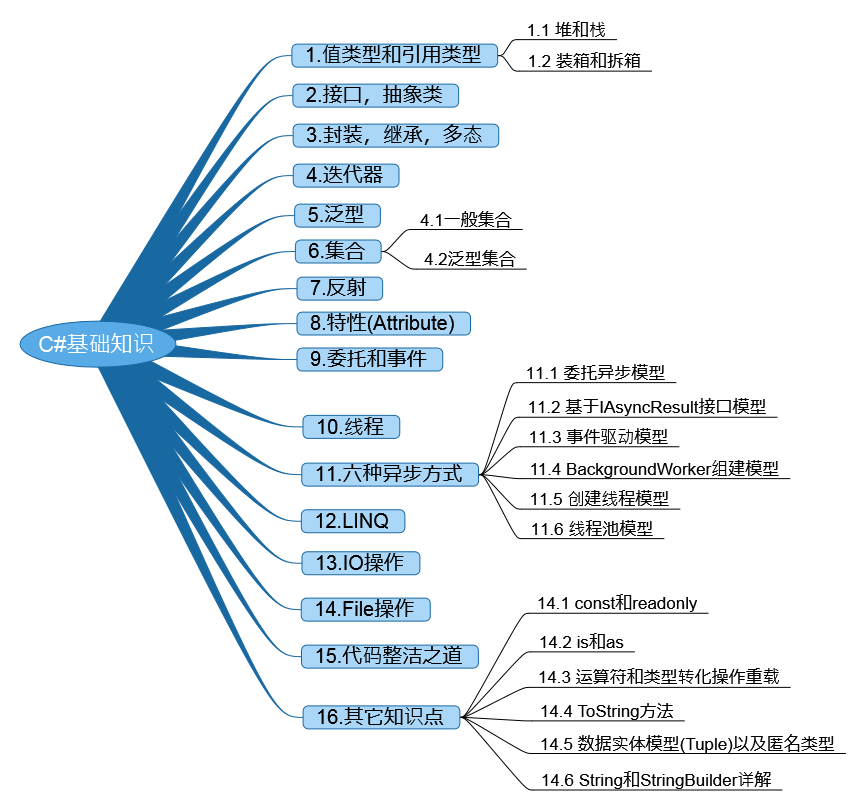 C#基础知识
1.值类型和引用类型
1.1 堆和栈
1.2 装箱和拆箱
2.接口，抽象类
3.封装，继承，多态
4.迭代器
5.泛型
6.集合
4.1一般集合
4.2泛型集合
7.反射
8.特性(Attribute)
9.委托和事件
10.线程
11.六种异步方式
11.1 委托异步模型
11.2 基于IAsyncResult接口模型
11.3 事件驱动模型
11.4 BackgroundWorker组建模型
11.5 创建线程模型
11.6 线程池模型
12.LINQ
13.IO操作
14.File操作
15.代码整洁之道
16.其它知识点
14.1 const和readonly
14.2 is和as
14.3 运算符和类型转化操作重载
14.4 ToString方法
14.5 数据实体模型(Tuple)以及匿名类型
14.6 String和StringBuilder详解